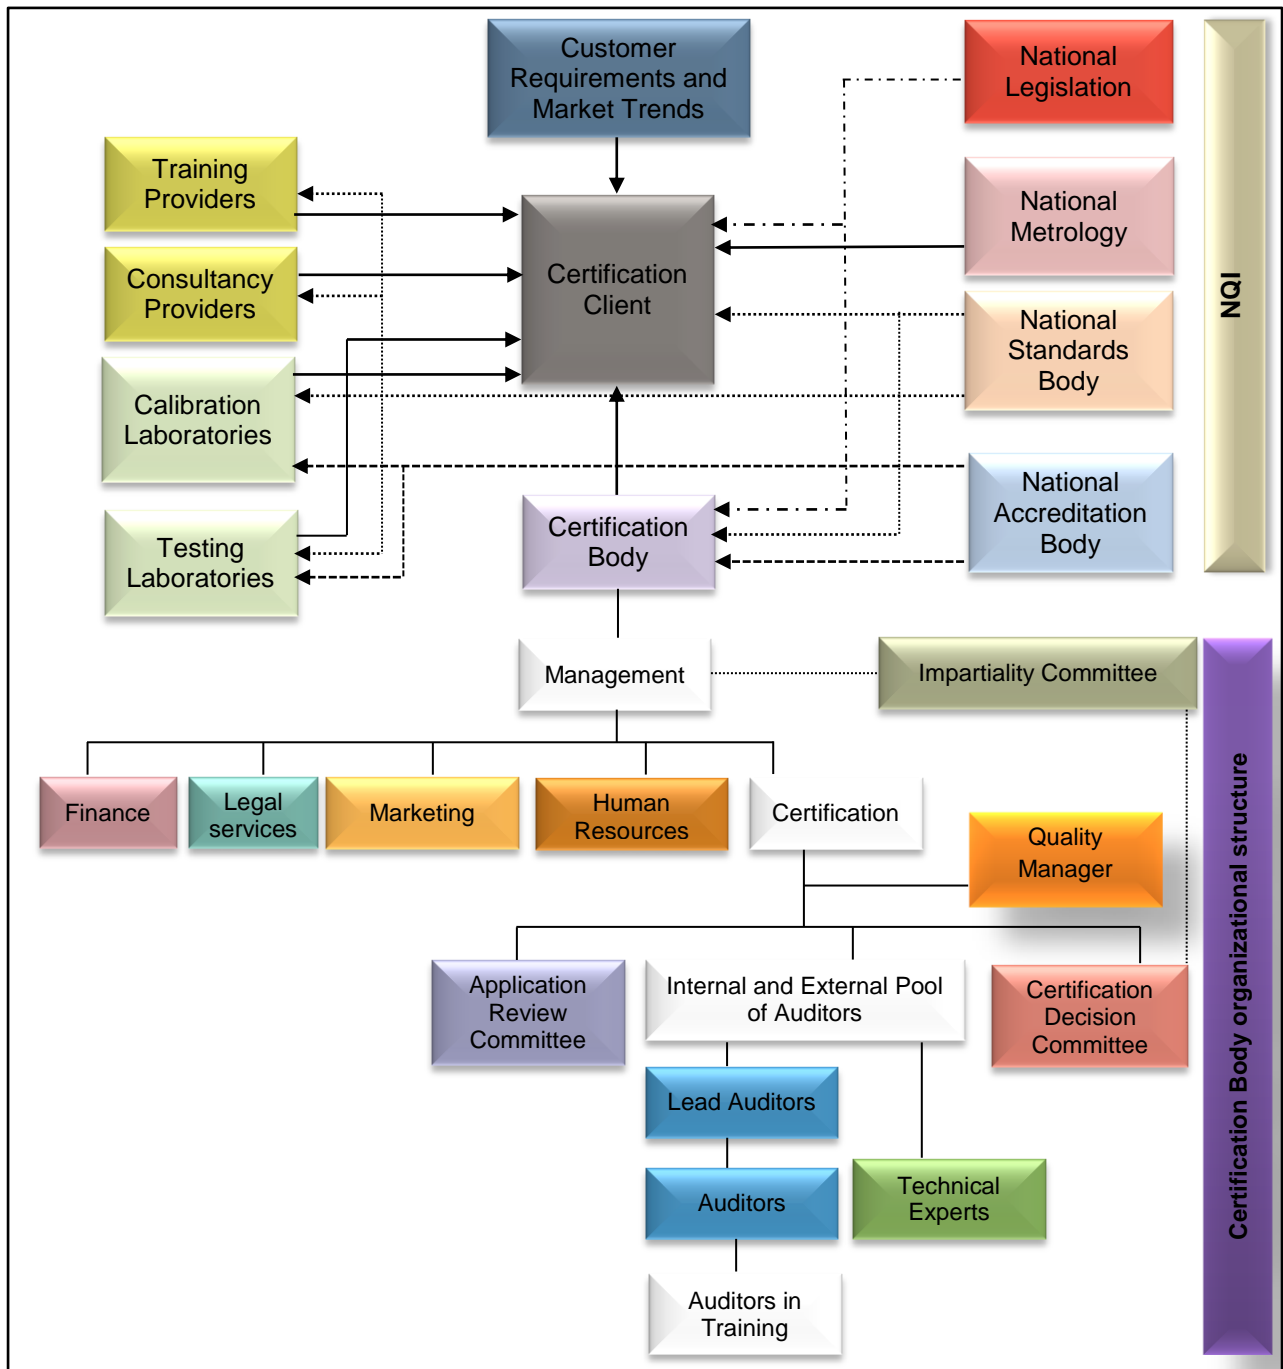 Customer
Requirements and
Market Trends
National
Legislation
NQI
Training
Providers
National
Metrology
Consultancy
Providers
Certification
Client
National
Standards
Body
Calibration
Laboratories
National
Accreditation
Body
Testing
Laboratories
Certification
Body
Management
Impartiality Committee
Certification Body organizational structure
Finance
Legal
services
Marketing
Human
Resources
Certification
Quality
Manager
Application
Review
Committee
Internal and External Pool
of Auditors
Certification
Decision
Committee
Lead Auditors
Auditors
Technical
Experts
Auditors in
Training